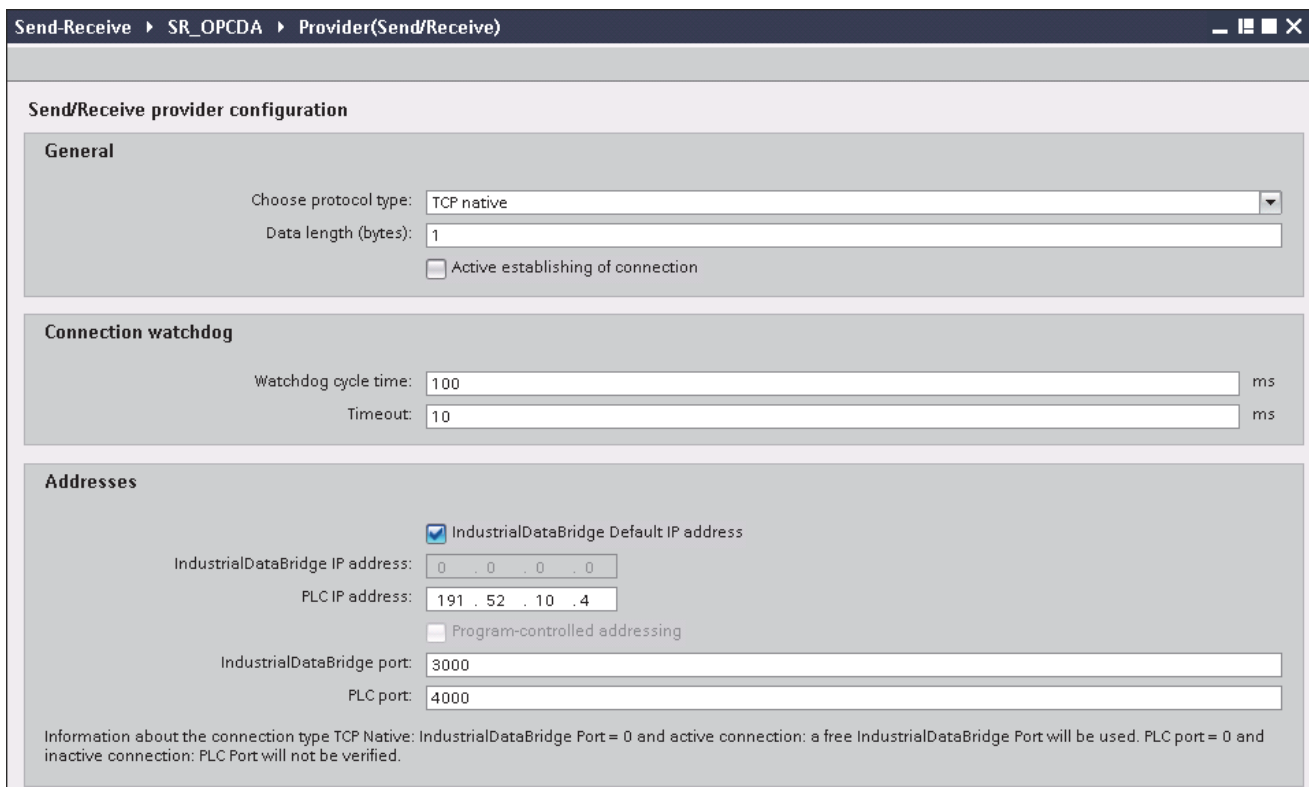 Send-Receive ▸ SR_OPCDA ▸ Provider(Send/Receive)
Send/Receive provider configuration
General
Choose protocol type: TCP native
Data length (bytes): 1
Active establishing of connection
Connection watchdog
Watchdog cycle time: 100 ms
Timeout: 10 ms
Addresses
IndustrialDataBridge Default IP address
IndustrialDataBridge IP address: 0 . 0 . 0 . 0
PLC IP address: 191 . 52 . 10 . 4
Program-controlled addressing
IndustrialDataBridge port: 3000
PLC port: 4000
Information about the connection type TCP Native: IndustrialDataBridge Port = 0 and active connection: a free IndustrialDataBridge Port will be used. PLC port = 0 and
inactive connection: PLC Port will not be verified.